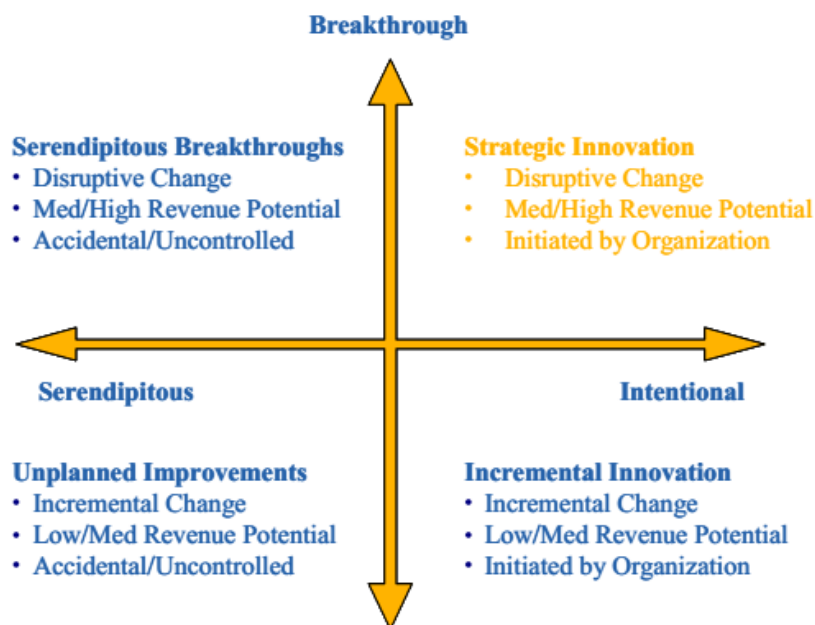 Breakthrough
Serendipitous Breakthroughs
• Disruptive Change
• Med/High Revenue Potential
• Accidental/Uncontrolled
Strategic Innovation
• Disruptive Change
• Med/High Revenue Potential
• Initiated by Organization
Serendipitous
Intentional
Unplanned Improvements
• Incremental Change
• Low/Med Revenue Potential
• Accidental/Uncontrolled
Incremental Innovation
• Incremental Change
• Low/Med Revenue Potential
• Initiated by Organization